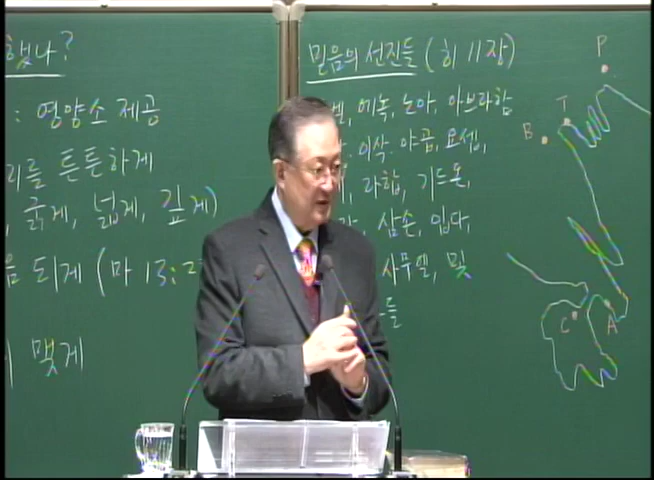 했나?
: 영양소 제공
리를 튼튼하게
굵게, 넓게, 깊게)
되게 (마 13:2
맺게
믿음의 선진들 (히 11장)
벨, 에녹, 노아, 아브라함
이삭. 야곱, 요셉,
라합, 기드온,
삼손, 입다,
사무엘, 및
들
P
T
B
C
A